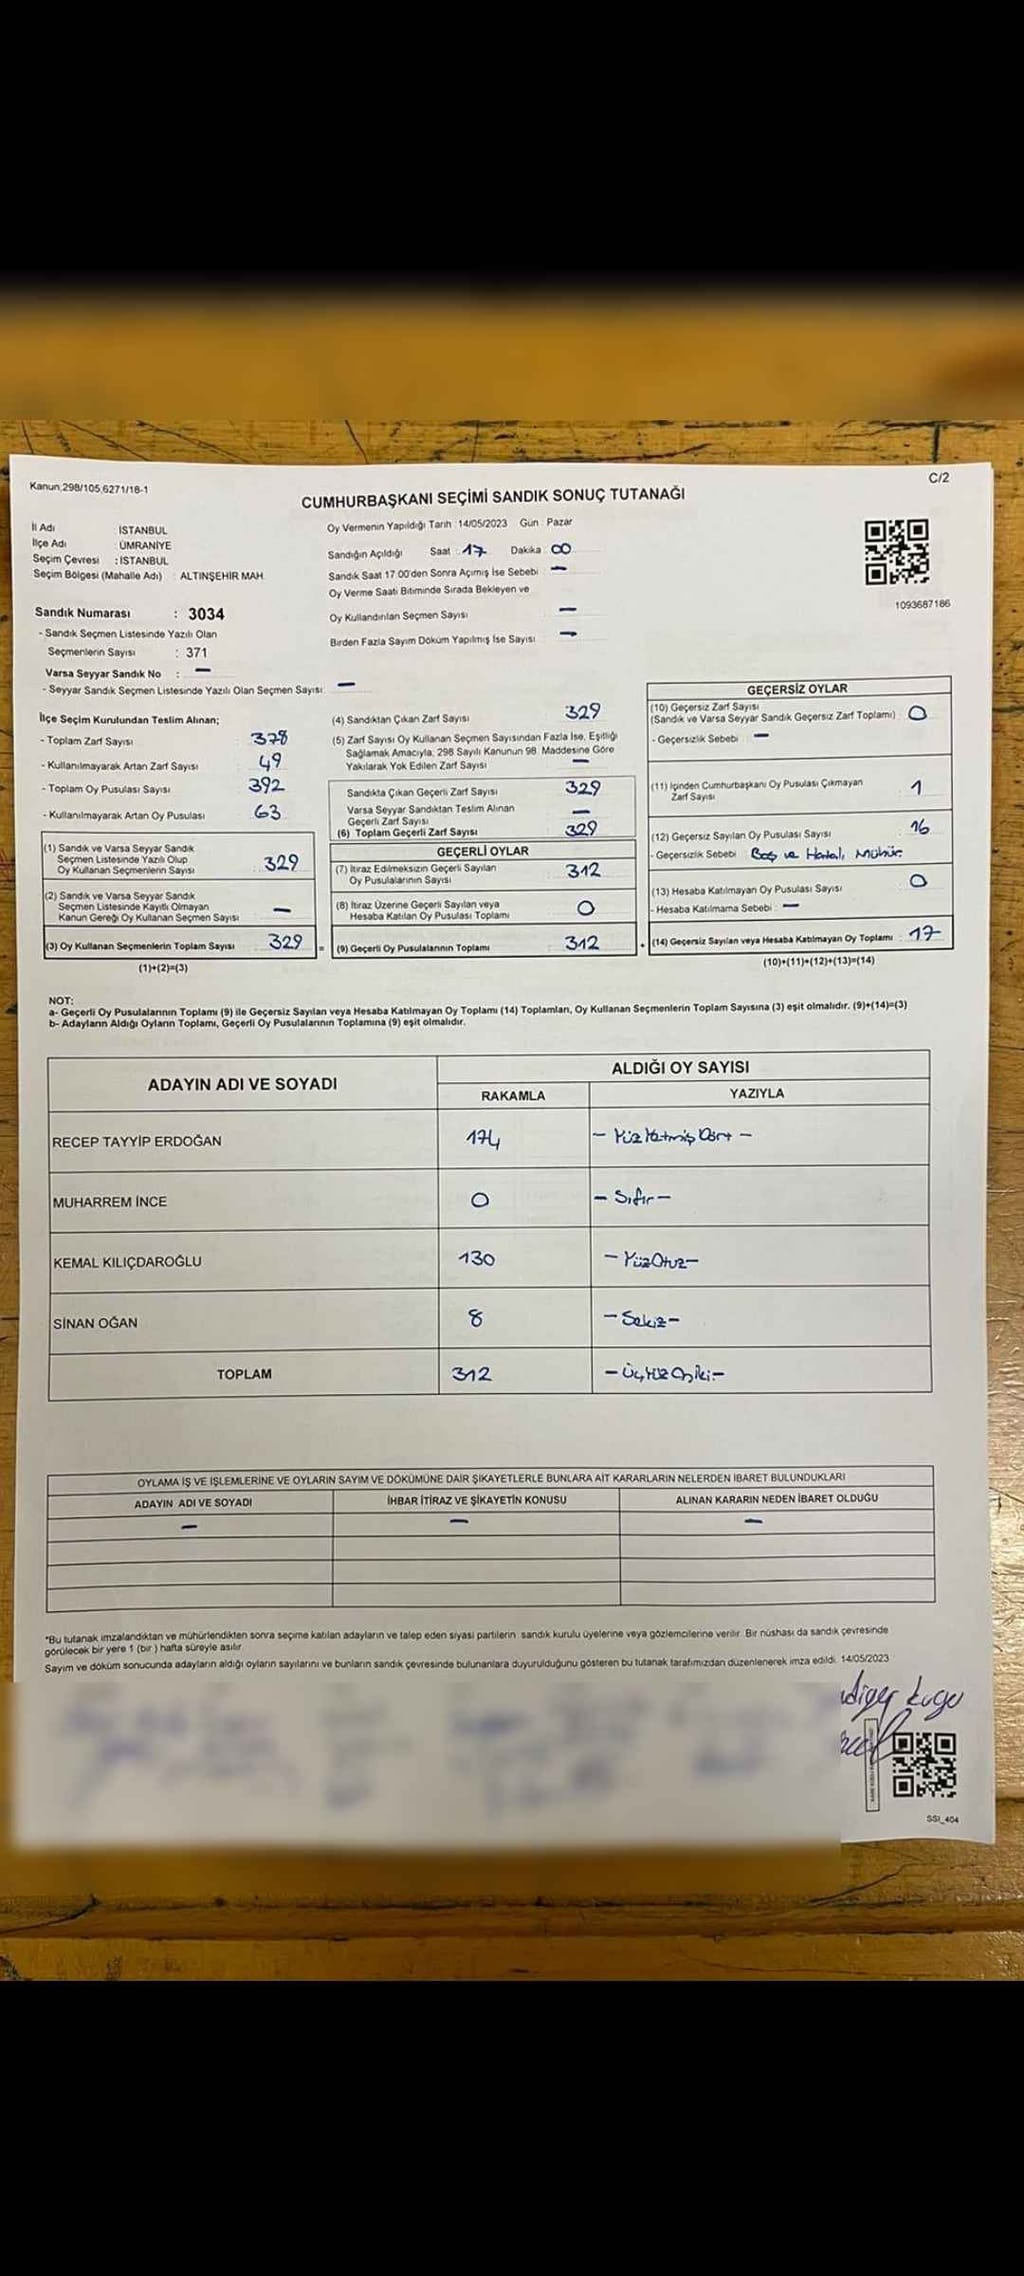 Kanun;298/105,6271/18-1
C/2
CUMHURBAŞKANI SEÇİMİ SANDIK SONUÇ TUTANAĞI
İl Adı : İSTANBUL
İlçe Adı : ÜMRANİYE
Seçim Çevresi : İSTANBUL
Seçim Bölgesi (Mahalle Adı) : ALTINŞEHİR MAH.
Oy Vermenin Yapıldığı Tarih :14/05/2023 Gün : Pazar
Sandığın Açıldığı Saat : 17 Dakika : 00
Sandık Saat 17:00'den Sonra Açımış İse Sebebi : —
Oy Verme Saati Bitiminde Sırada Bekleyen ve
Oy Kullandırılan Seçmen Sayısı : —
Birden Fazla Sayım Döküm Yapılmış İse Sayısı : —
1093687186
Sandık Numarası : 3034
- Sandık Seçmen Listesinde Yazılı Olan
Seçmenlerin Sayısı : 371
Varsa Seyyar Sandık No : —
- Seyyar Sandık Seçmen Listesinde Yazılı Olan Seçmen Sayısı: —
İlçe Seçim Kurulundan Teslim Alınan;
- Toplam Zarf Sayısı 378
- Kullanılmayarak Artan Zarf Sayısı 49
- Toplam Oy Pusulası Sayısı 392
- Kullanılmayarak Artan Oy Pusulası 63
(1) Sandık ve Varsa Seyyar Sandık
Seçmen Listesinde Yazılı Olup
Oy Kullanan Seçmenlerin Sayısı 329
(2) Sandık ve Varsa Seyyar Sandık
Seçmen Listesinde Kayıtlı Olmayan
Kanun Gereği Oy Kullanan Seçmen Sayısı —
(3) Oy Kullanan Seçmenlerin Toplam Sayısı 329 =
(1)+(2)=(3)
(4) Sandıktan Çıkan Zarf Sayısı 329
(5) Zarf Sayısı Oy Kullanan Seçmen Sayısından Fazla İse, Eşitliği
Sağlamak Amacıyla, 298 Sayılı Kanunun 98. Maddesine Göre
Yakılarak Yok Edilen Zarf Sayısı —
Sandıkta Çıkan Geçerli Zarf Sayısı 329
Varsa Seyyar Sandıktan Teslim Alınan
Geçerli Zarf Sayısı —
(6) Toplam Geçerli Zarf Sayısı 329
GEÇERLİ OYLAR
(7) İtiraz Edilmeksizin Geçerli Sayılan
Oy Pusulalarının Sayısı 312
(8) İtiraz Üzerine Geçerli Sayılan veya
Hesaba Katılan Oy Pusulası Toplamı 0
(9) Geçerli Oy Pusulalarının Toplamı 312 +
GEÇERSİZ OYLAR
(10) Geçersiz Zarf Sayısı
(Sandık ve Varsa Seyyar Sandık Geçersiz Zarf Toplamı) 0
- Geçersizlik Sebebi : —
(11) İçinden Cumhurbaşkanı Oy Pusulası Çıkmayan
Zarf Sayısı 1
(12) Geçersiz Sayılan Oy Pusulası Sayısı 16
- Geçersizlik Sebebi : Boş ve Hatalı Mühür.
(13) Hesaba Katılmayan Oy Pusulası Sayısı 0
- Hesaba Katılmama Sebebi : —
(14) Geçersiz Sayılan veya Hesaba Katılmayan Oy Toplamı 17
(10)+(11)+(12)+(13)=(14)
NOT:
a- Geçerli Oy Pusulalarının Toplamı (9) ile Geçersiz Sayılan veya Hesaba Katılmayan Oy Toplamı (14) Toplamları, Oy Kullanan Seçmenlerin Toplam Sayısına (3) eşit olmalıdır. (9)+(14)=(3)
b- Adayların Aldığı Oyların Toplamı, Geçerli Oy Pusulalarının Toplamına (9) eşit olmalıdır.
ADAYIN ADI VE SOYADI
ALDIĞI OY SAYISI
RAKAMLA YAZIYLA
RECEP TAYYİP ERDOĞAN 174 - Yüz Yetmiş Dört -
MUHARREM İNCE 0 - Sıfır -
KEMAL KILIÇDAROĞLU 130 - YüzOtuz -
SİNAN OĞAN 8 - Sekiz -
TOPLAM 312 - ÜçYüz Oniki -
OYLAMA İŞ VE İŞLEMLERİNE VE OYLARIN SAYIM VE DÖKÜMÜNE DAİR ŞİKAYETLERLE BUNLARA AİT KARARLARIN NELERDEN İBARET BULUNDUKLARI
ADAYIN ADI VE SOYADI İHBAR İTİRAZ VE ŞİKAYETİN KONUSU ALINAN KARARIN NEDEN İBARET OLDUĞU
— — —
*Bu tutanak imzalandıktan ve mühürlendikten sonra seçime katılan adayların ve talep eden siyasi partilerin sandık kurulu üyelerine veya gözlemcilerine verilir. Bir nüshası da sandık çevresinde
görülecek bir yere 1 (bir ) hafta süreyle asılır.
Sayım ve döküm sonucunda adayların aldığı oyların sayılarını ve bunların sandık çevresinde bulunanlara duyurulduğunu gösteren bu tutanak tarafımızdan düzenlenerek imza edildi. 14/05/2023
SSI_404